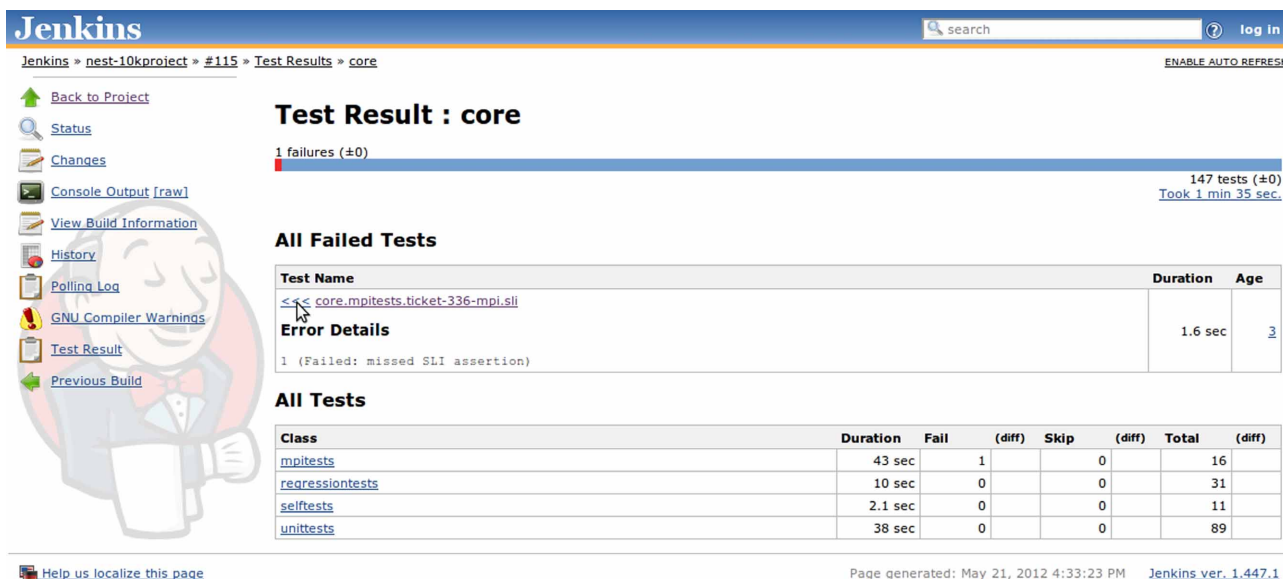 Jenkins
search
log in
Jenkins » nest-10kproject » #115 » Test Results » core
ENABLE AUTO REFRESH
Back to Project
Status
Changes
Console Output [raw]
View Build Information
History
Polling Log
GNU Compiler Warnings
Test Result
Previous Build
Test Result : core
1 failures (±0)
147 tests (±0)
Took 1 min 35 sec.
All Failed Tests
Test Name Duration Age
<<< core.mpitests.ticket-336-mpi.sli
Error Details
1.6 sec 3
1 (Failed: missed SLI assertion)
All Tests
Class Duration Fail (diff) Skip (diff) Total (diff)
mpitests 43 sec 1 0 16
regressiontests 10 sec 0 0 31
selftests 2.1 sec 0 0 11
unittests 38 sec 0 0 89
Help us localize this page
Page generated: May 21, 2012 4:33:23 PM Jenkins ver. 1.447.1